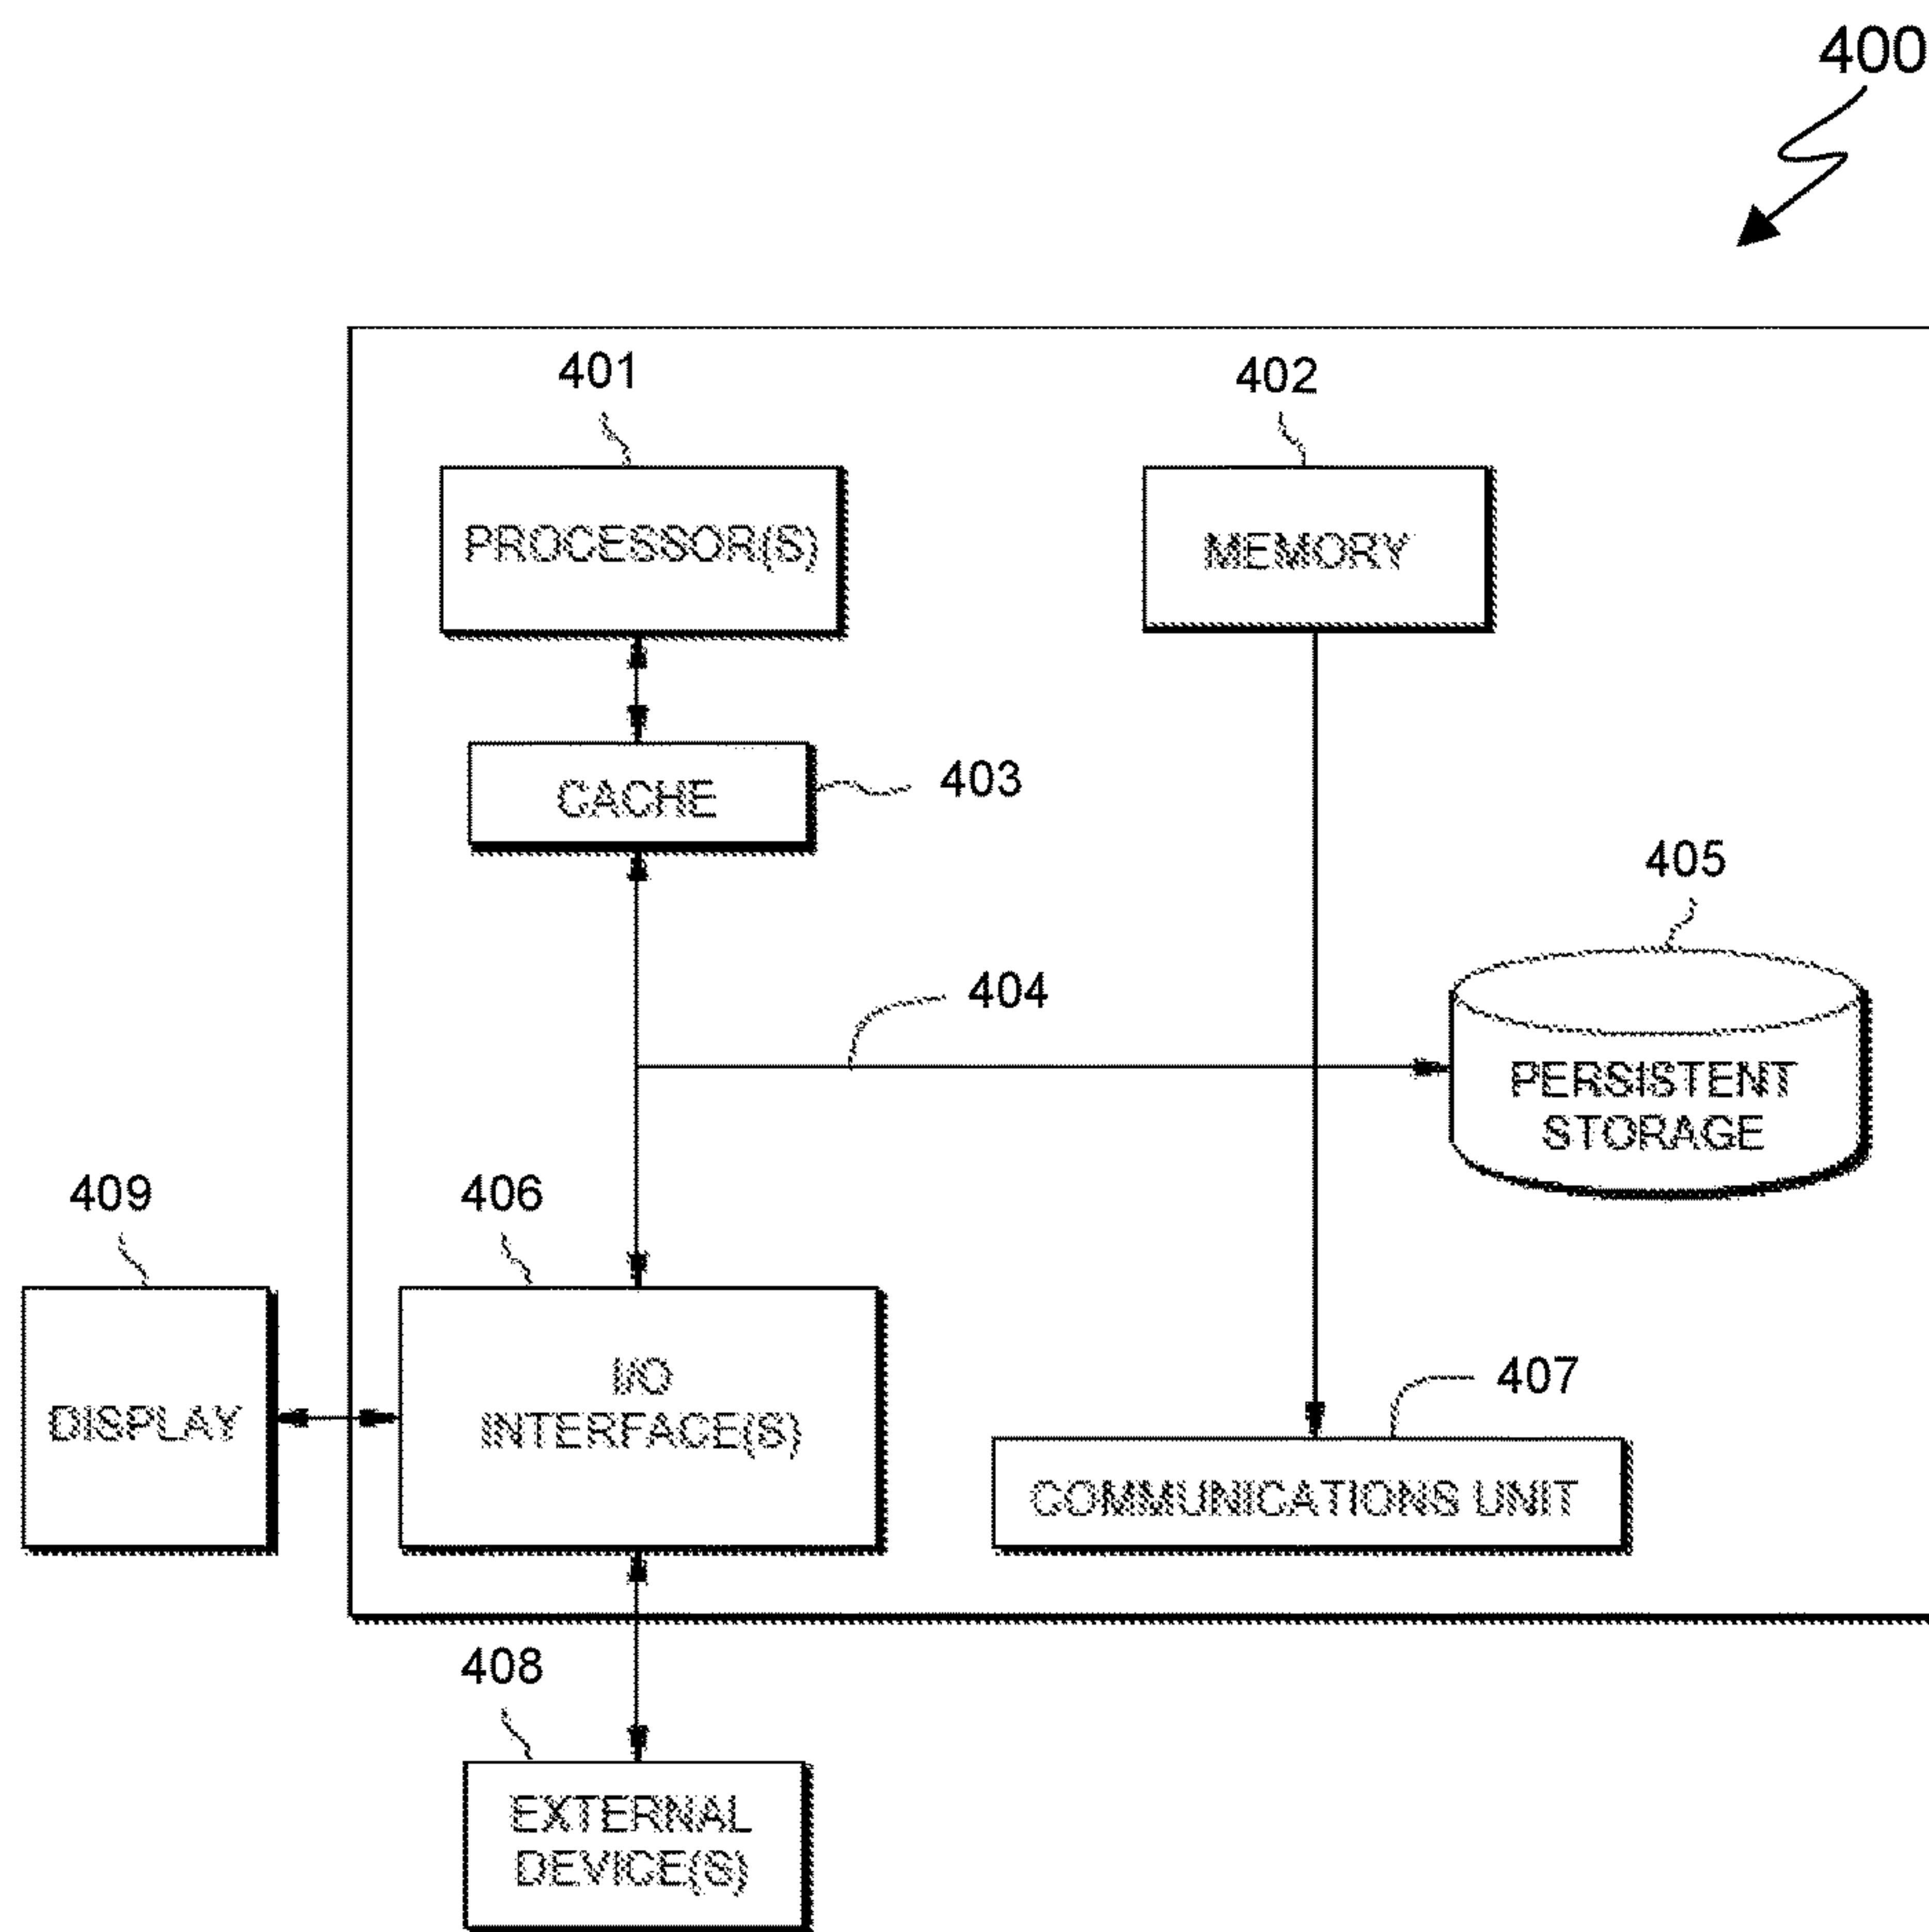 400
401
402
PROCESSOR(S)
MEMORY
CACHE
403
405
404
PERSISTENT
STORAGE
409
406
DISPLAY
I/O
INTERFACE(S)
407
COMMUNICATIONS UNIT
408
EXTERNAL
DEVICE(S)